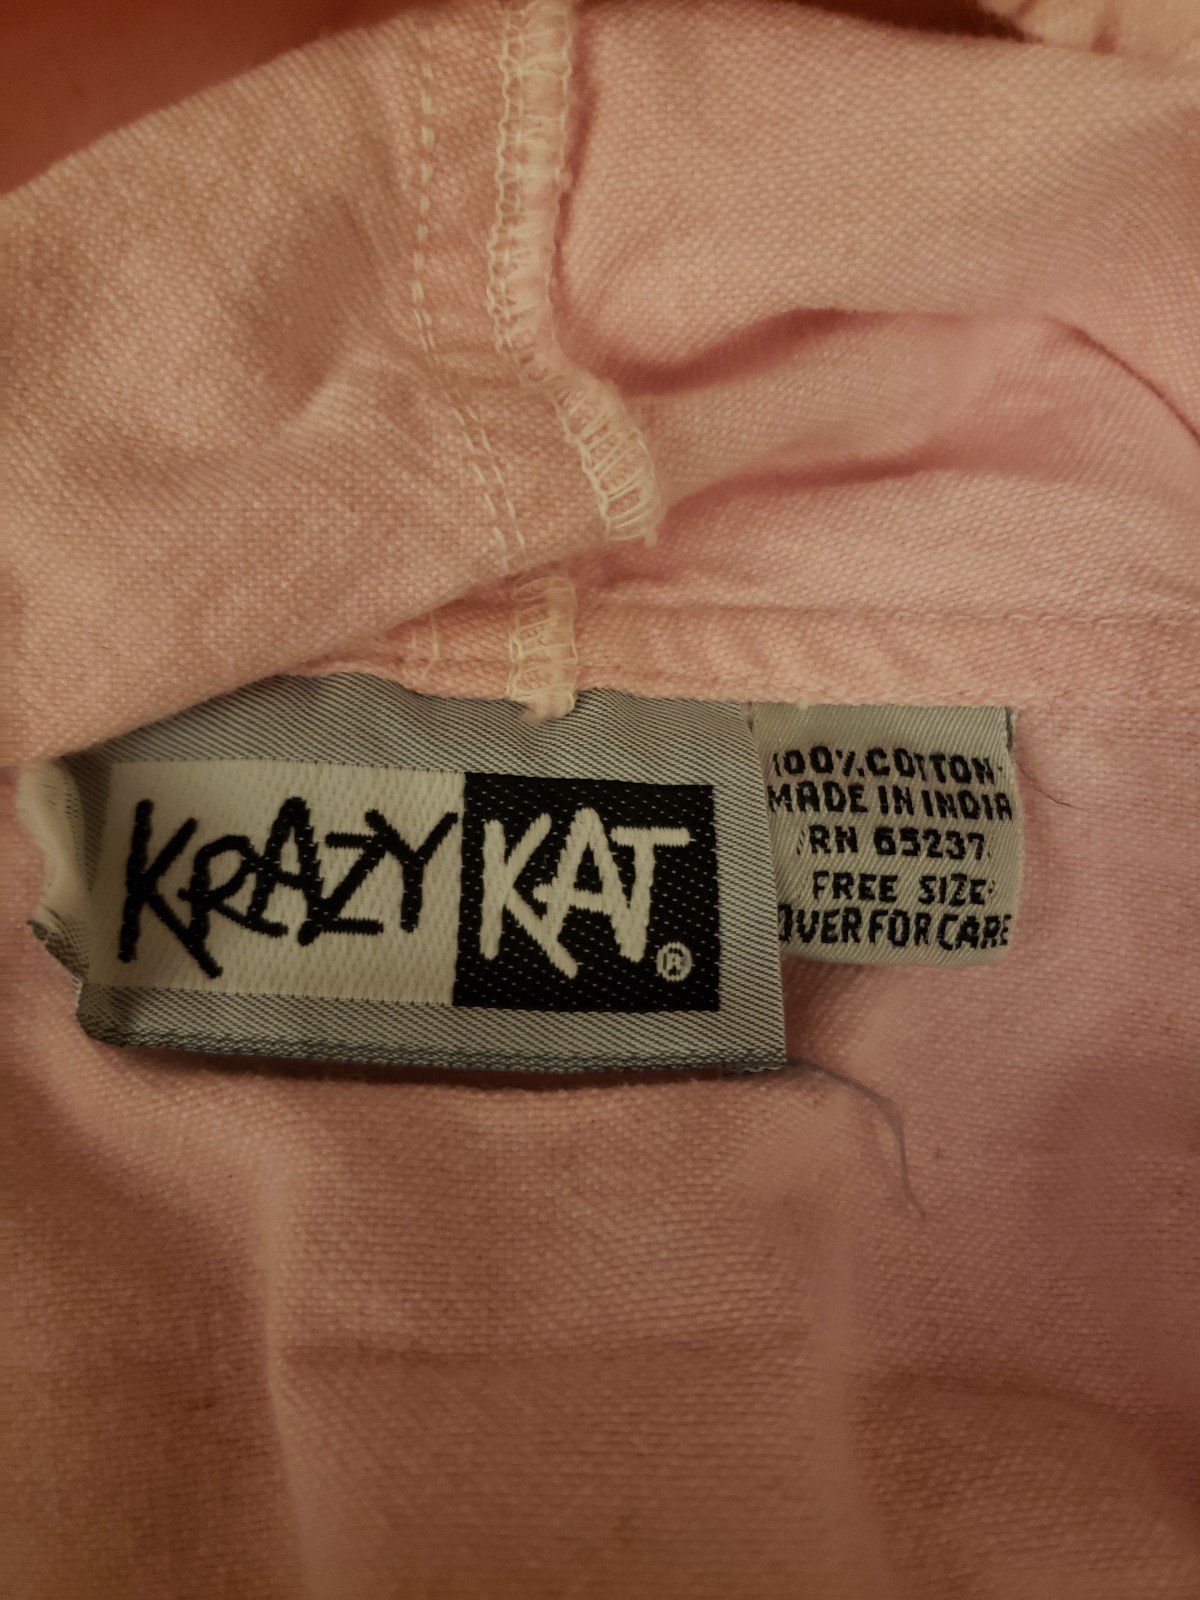 KRAZY KAT ®
100% COTTON
MADE IN INDIA
RN 65237
FREE SIZE
OVER FOR CARE